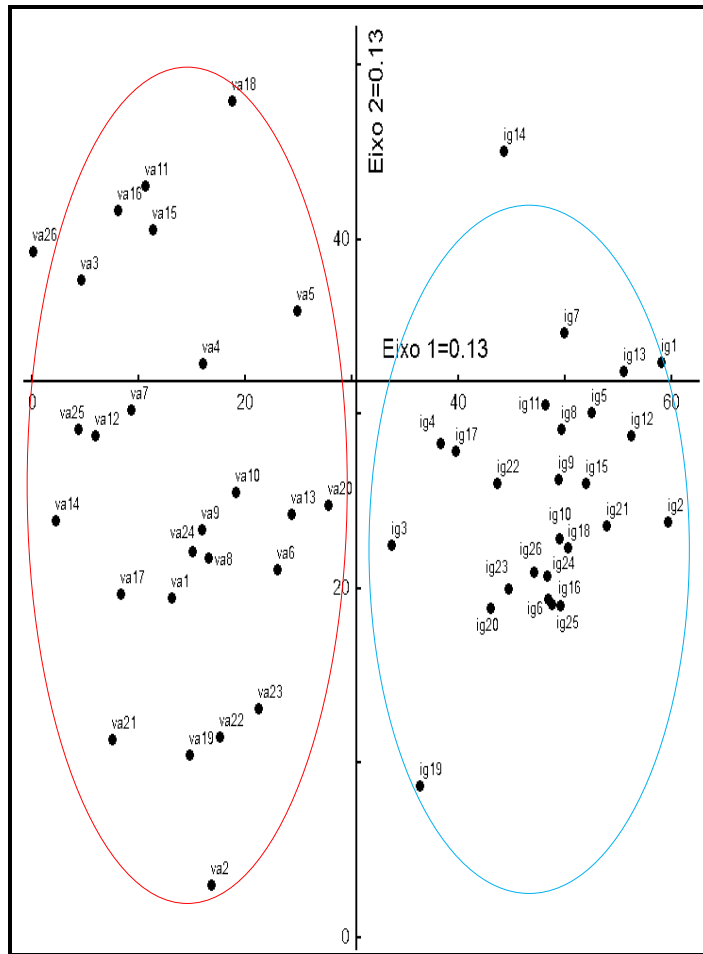 va18
Eixo 2=0.13
ig14
va11
va16
va15
va26
40
va3
va5
ig7
va4
Eixo 1=0.13
ig1
ig13
0
20
40
60
va7
va25
va12
ig11
ig5
ig8
ig12
ig4
ig17
va10
ig22
ig9
ig15
va14
va13
va20
va9
ig2
ig21
va24
va8
ig10
ig18
ig3
va6
ig26
ig24
va17
va1
ig23
20
ig16
ig20
ig6
ig25
va23
va21
va22
va19
ig19
va2
0